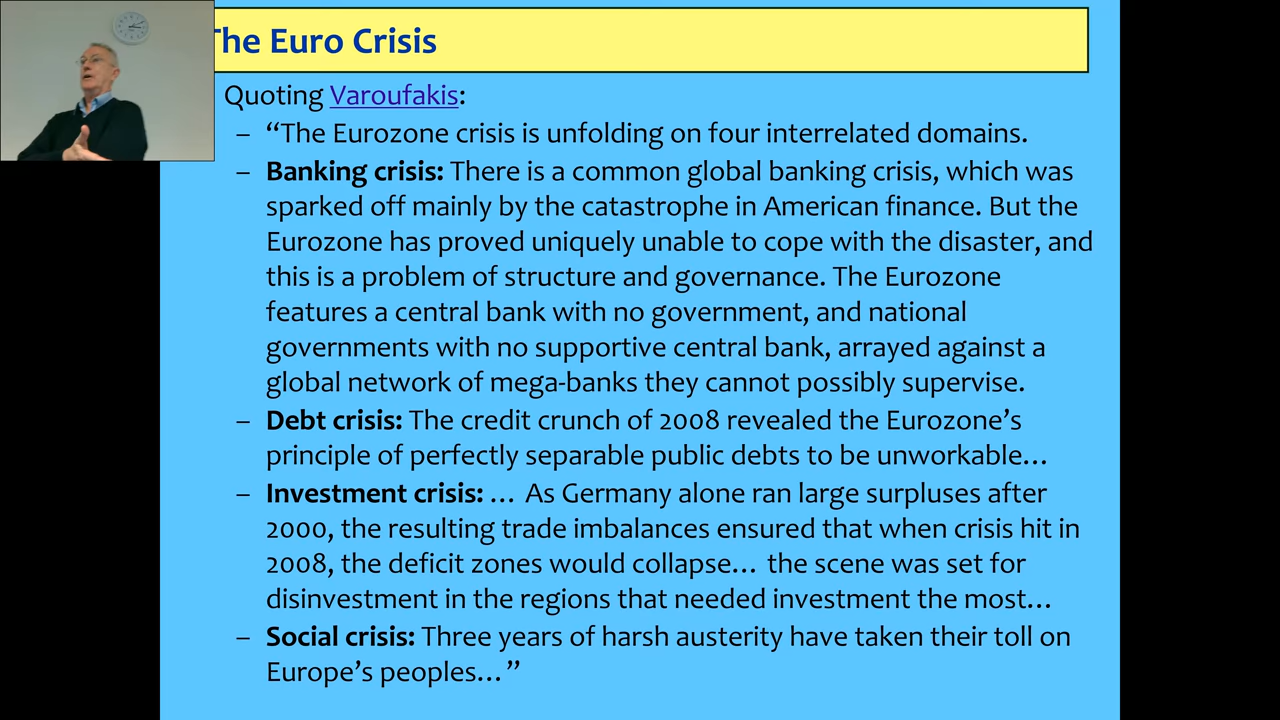 The Euro Crisis
Quoting Varoufakis:
– “The Eurozone crisis is unfolding on four interrelated domains.
– Banking crisis: There is a common global banking crisis, which was
sparked off mainly by the catastrophe in American finance. But the
Eurozone has proved uniquely unable to cope with the disaster, and
this is a problem of structure and governance. The Eurozone
features a central bank with no government, and national
governments with no supportive central bank, arrayed against a
global network of mega-banks they cannot possibly supervise.
– Debt crisis: The credit crunch of 2008 revealed the Eurozone’s
principle of perfectly separable public debts to be unworkable…
– Investment crisis: … As Germany alone ran large surpluses after
2000, the resulting trade imbalances ensured that when crisis hit in
2008, the deficit zones would collapse… the scene was set for
disinvestment in the regions that needed investment the most…
– Social crisis: Three years of harsh austerity have taken their toll on
Europe’s peoples…”